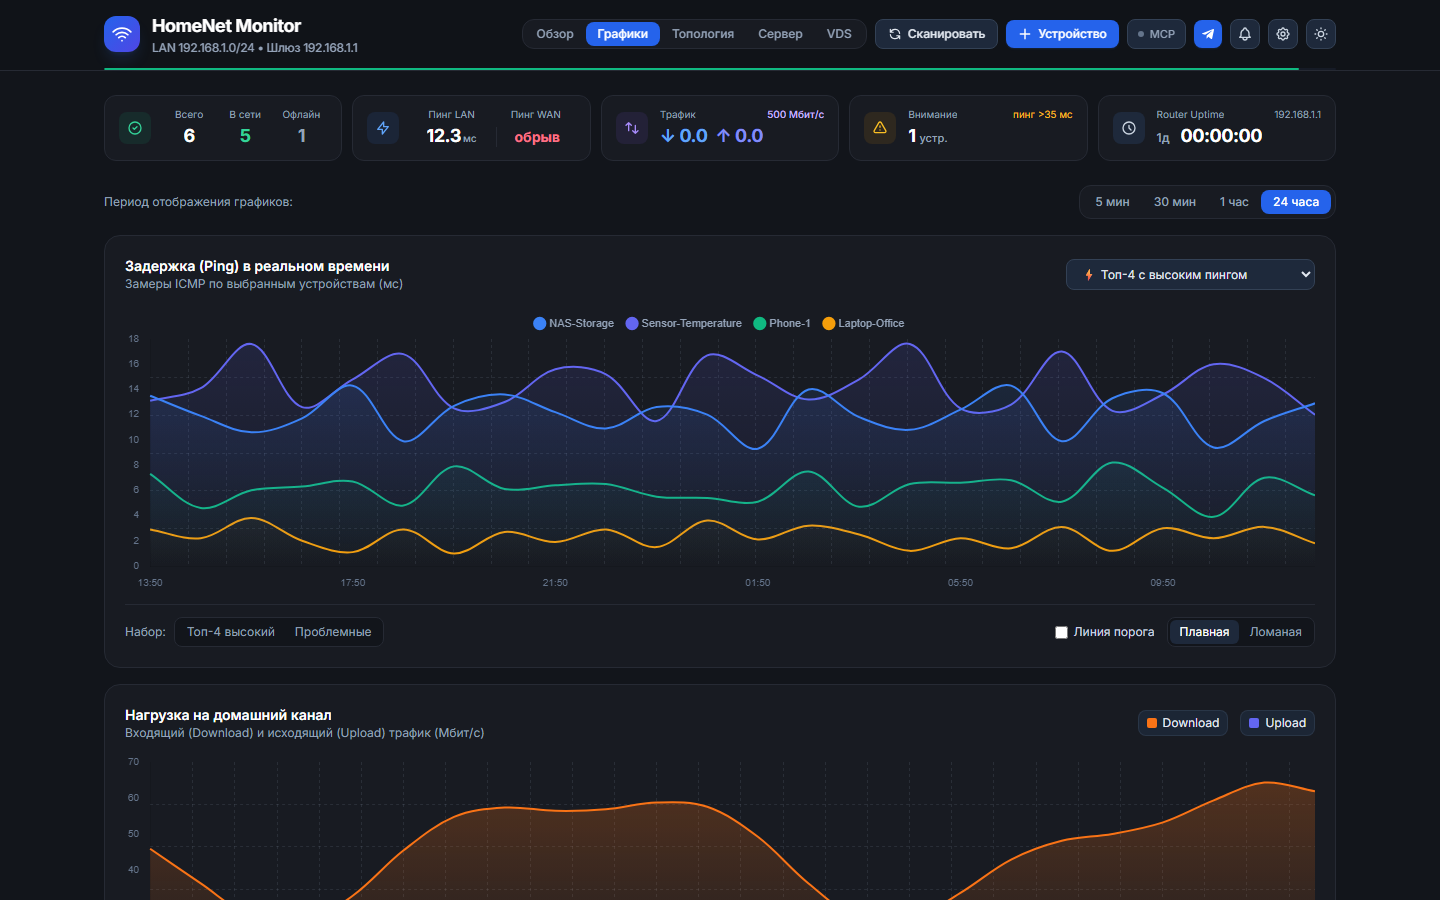 HomeNet Monitor
LAN 192.168.1.0/24 • Шлюз 192.168.1.1
Обзор
Графики
Топология
Сервер
VDS
Сканировать
Устройство
MCP
Всего
6
В сети
5
Офлайн
1
Пинг LAN
12.3 мс
Пинг WAN
обрыв
Трафик
500 Мбит/с
↓ 0.0 ↑ 0.0
Внимание
пинг >35 мс
1 устр.
Router Uptime
192.168.1.1
1д 00:00:00
Период отображения графиков:
5 мин
30 мин
1 час
24 часа
Задержка (Ping) в реальном времени
Замеры ICMP по выбранным устройствам (мс)
Топ-4 с высоким пингом
NAS-Storage
Sensor-Temperature
Phone-1
Laptop-Office
18
16
14
12
10
8
6
4
2
0
13:50
17:50
21:50
01:50
05:50
09:50
Набор:
Топ-4 высокий
Проблемные
Линия порога
Плавная
Ломаная
Нагрузка на домашний канал
Входящий (Download) и исходящий (Upload) трафик (Мбит/с)
Download
Upload
70
60
50
40